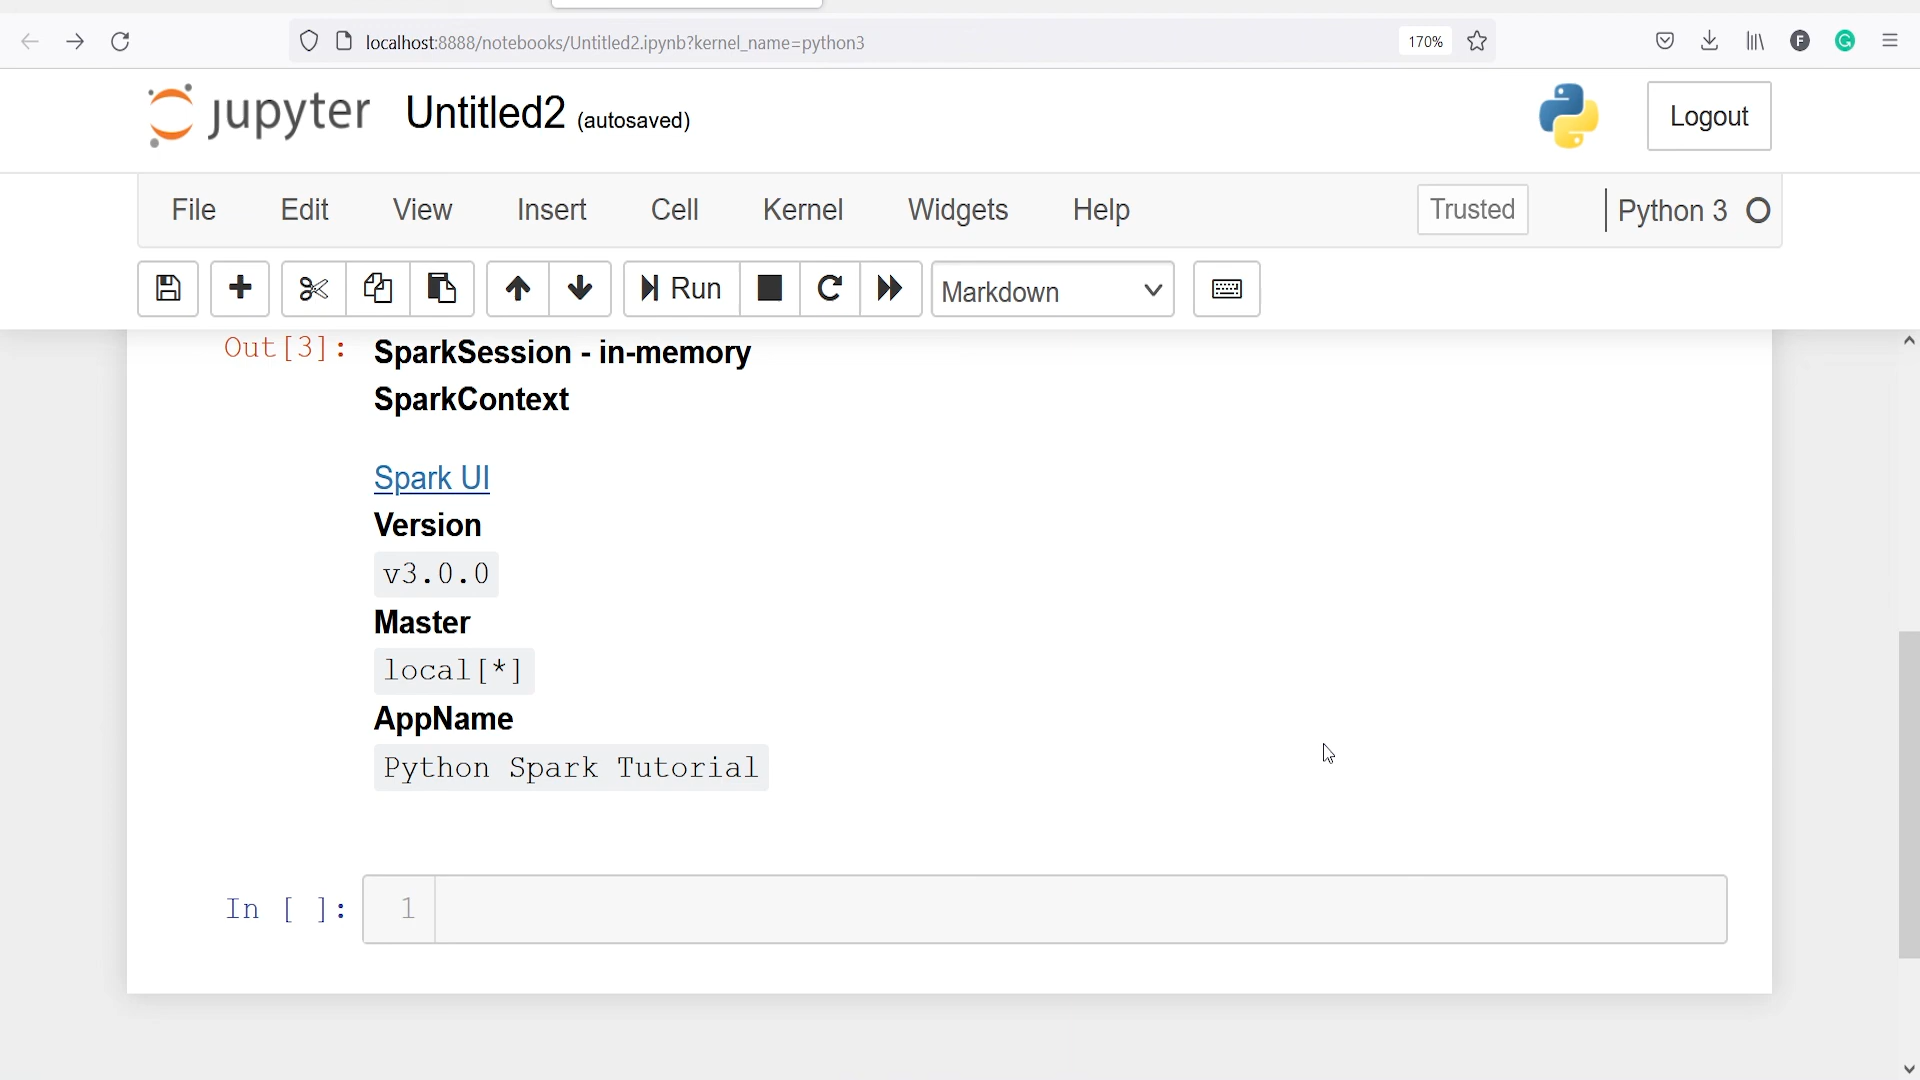 localhost:8888/notebooks/Untitled2.ipynb?kernel_name=python3
170%
F
G
jupyter Untitled2 (autosaved)
Logout
File Edit View Insert Cell Kernel Widgets Help
Trusted
Python 3
Run
Markdown
Out[3]: SparkSession - in-memory
SparkContext
Spark UI
Version
v3.0.0
Master
local[*]
AppName
Python Spark Tutorial
In [ ]: 1